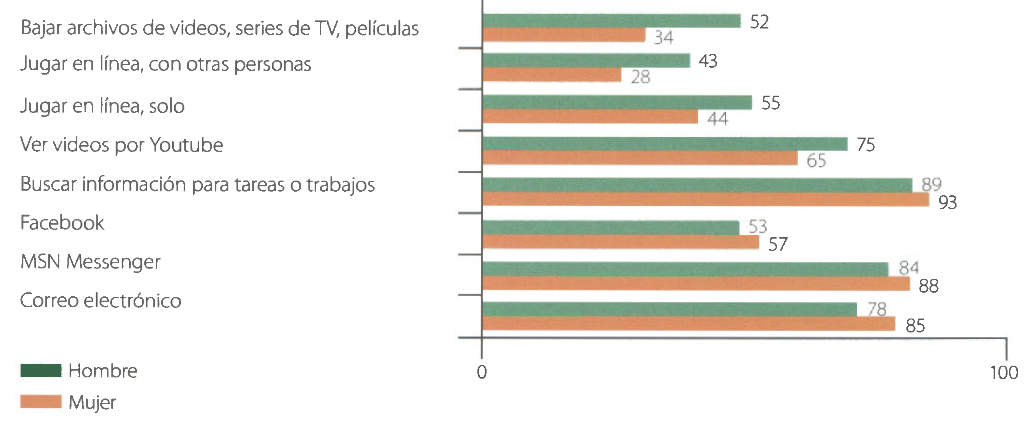 Bajar archivos de videos, series de TV, películas
52
34
Jugar en línea, con otras personas
43
28
Jugar en línea, solo
55
44
Ver videos por Youtube
75
65
Buscar información para tareas o trabajos
89
93
Facebook
53
57
MSN Messenger
84
88
Correo electrónico
78
85
Hombre
Mujer
0
100